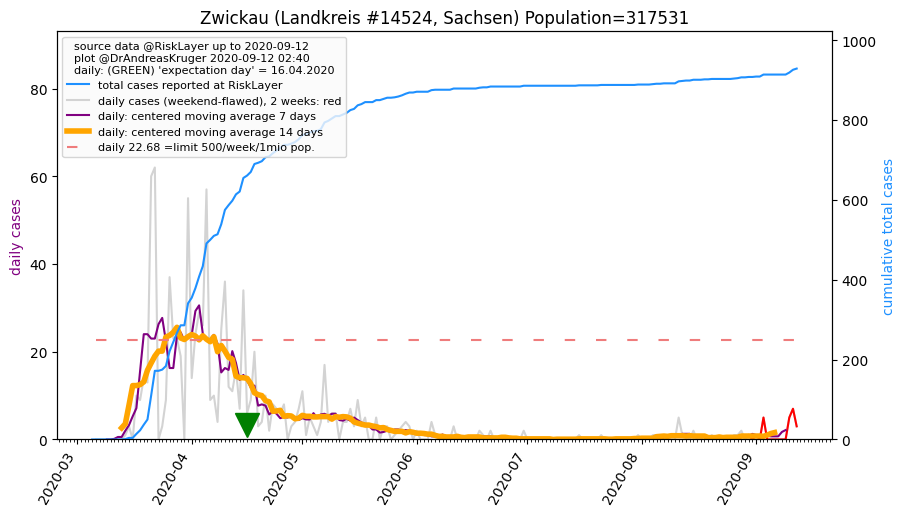 Zwickau (Landkreis #14524, Sachsen) Population=317531
source data @RiskLayer up to 2020-09-12
plot @DrAndreasKruger 2020-09-12 02:40
daily: (GREEN) 'expectation day' = 16.04.2020
total cases reported at RiskLayer
daily cases (weekend-flawed), 2 weeks: red
daily: centered moving average 7 days
daily: centered moving average 14 days
daily 22.68 =limit 500/week/1mio pop.
daily cases
80
60
40
20
0
cumulative total cases
1000
800
600
400
200
0
2020-03
2020-04
2020-05
2020-06
2020-07
2020-08
2020-09